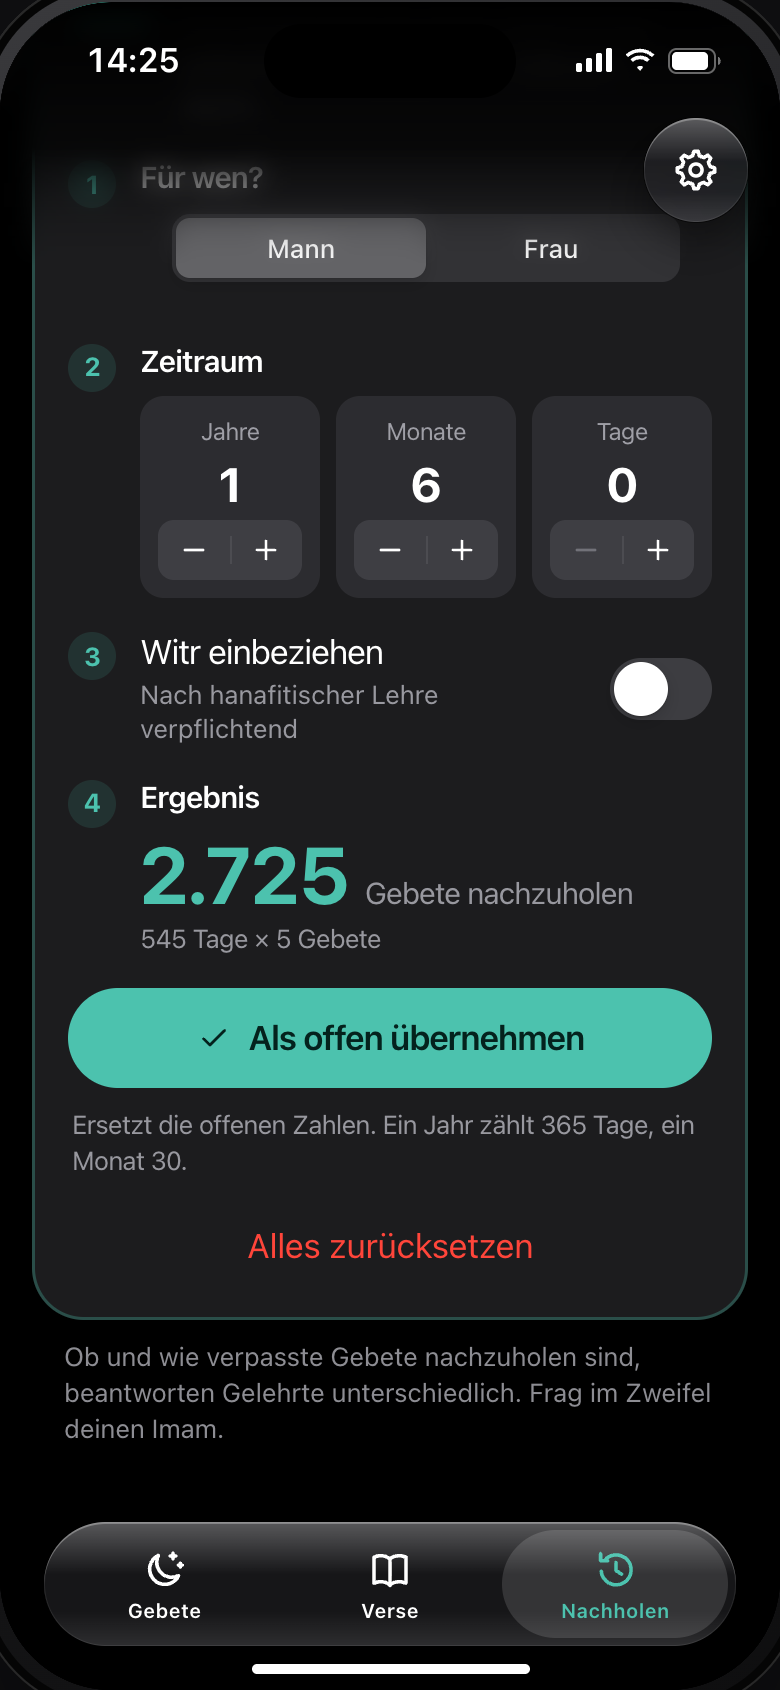 14:25
1 Für wen?
Mann Frau
2 Zeitraum
Jahre Monate Tage
1 6 0
− + − + − +
3 Witr einbeziehen
Nach hanafitischer Lehre
verpflichtend
4 Ergebnis
2.725 Gebete nachzuholen
545 Tage × 5 Gebete
Als offen übernehmen
Ersetzt die offenen Zahlen. Ein Jahr zählt 365 Tage, ein
Monat 30.
Alles zurücksetzen
Ob und wie verpasste Gebete nachzuholen sind,
beantworten Gelehrte unterschiedlich. Frag im Zweifel
deinen Imam.
Gebete Verse Nachholen